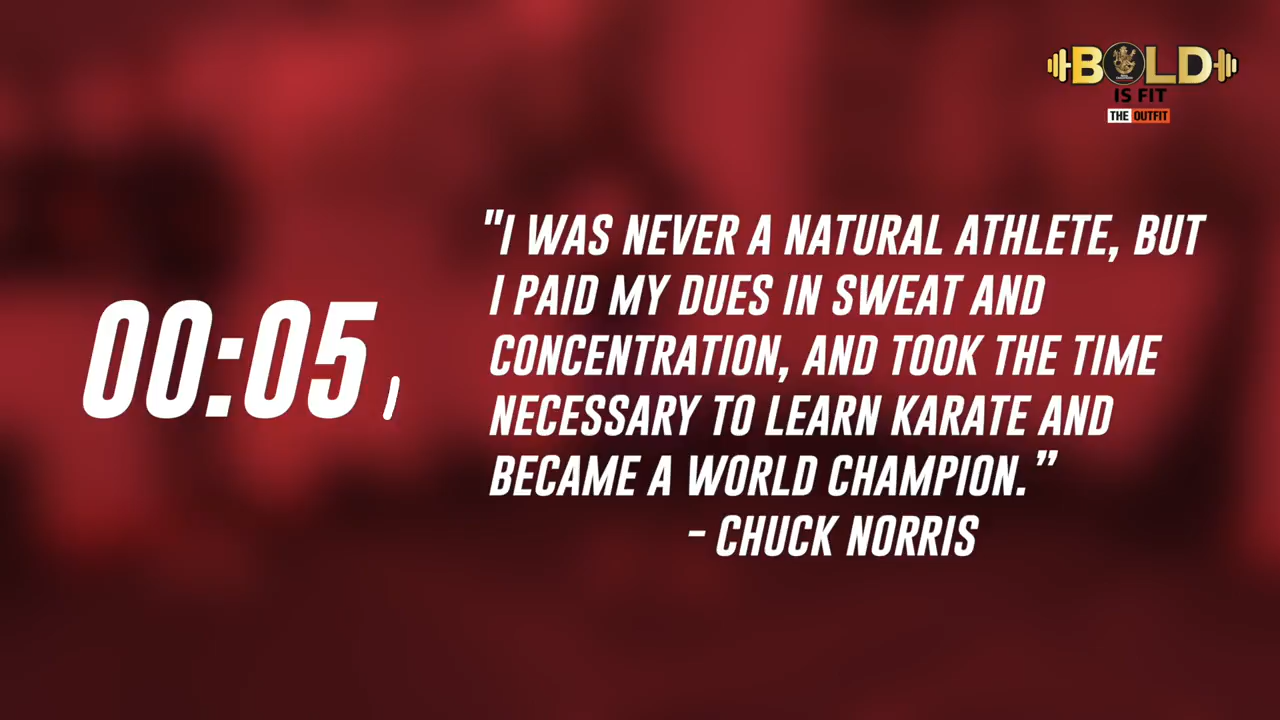 BOLD
IS FIT
THE OUTFIT
"I WAS NEVER A NATURAL ATHLETE, BUT
I PAID MY DUES IN SWEAT AND
CONCENTRATION, AND TOOK THE TIME
NECESSARY TO LEARN KARATE AND
BECAME A WORLD CHAMPION.”
- CHUCK NORRIS
00:05